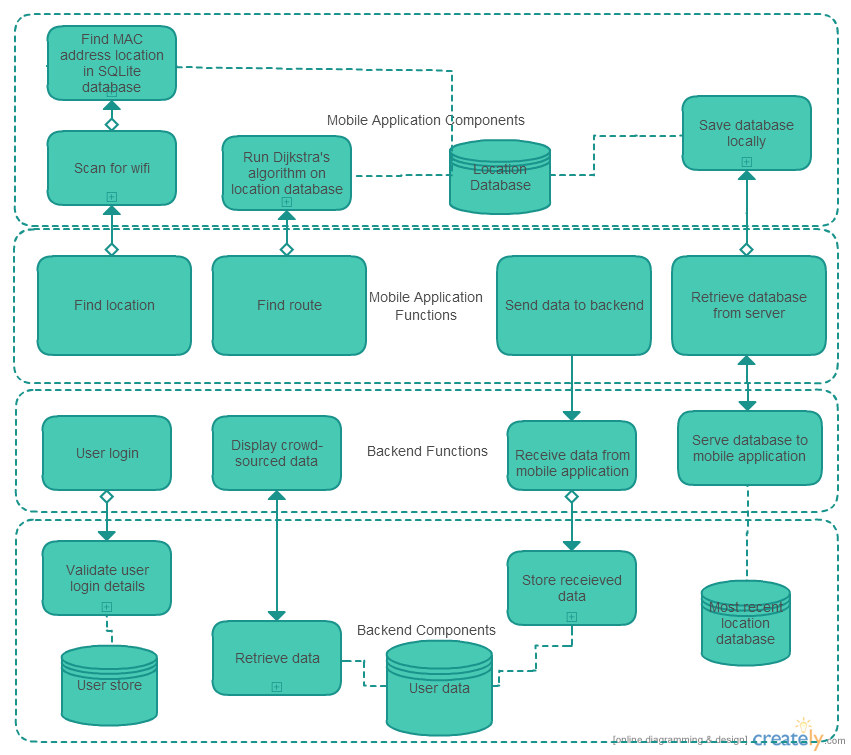 Find MAC
address location
in SQLite
database
Mobile Application Components
Scan for wifi
Run Dijkstra's
algorithm on
location database
Location
Database
Save database
locally
Find location
Find route
Mobile Application
Functions
Send data to backend
Retrieve database
from server
User login
Display crowd-
sourced data
Backend Functions
Receive data from
mobile application
Serve database to
mobile application
Validate user
login details
Store receieved
data
Most recent
location
database
Backend Components
Retrieve data
User store
User data
[online diagramming & design] creately.com